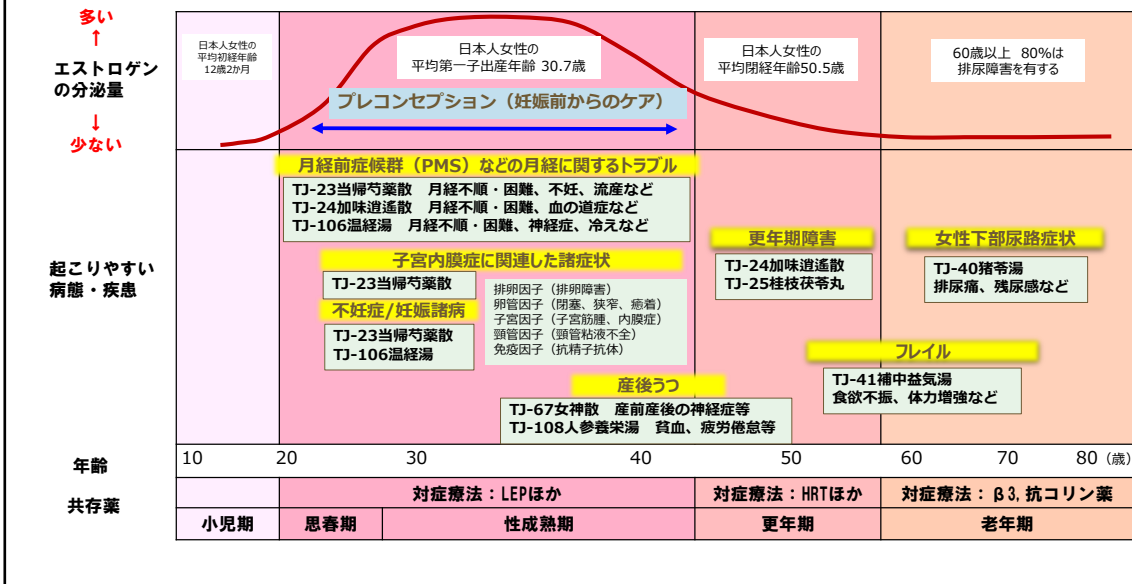 多い
↑
エストロゲン
の分泌量
↓
少ない
日本人女性の
平均初経年齢
12歳2か月
日本人女性の
平均第一子出産年齢 30.7歳
プレコンセプション（妊娠前からのケア）
日本人女性の
平均閉経年齢50.5歳
60歳以上 80%は
排尿障害を有する
起こりやすい
病態・疾患
月経前症候群（PMS）などの月経に関するトラブル
TJ-23当帰芍薬散 月経不順・困難、不妊、流産など
TJ-24加味逍遙散 月経不順・困難、血の道症など
TJ-106温経湯 月経不順・困難、神経症、冷えなど
子宮内膜症に関連した諸症状
TJ-23当帰芍薬散
不妊症/妊娠諸病
TJ-23当帰芍薬散
TJ-106温経湯
排卵因子（排卵障害）
卵管因子（閉塞、狭窄、癒着）
子宮因子（子宮筋腫、内膜症）
頸管因子（頸管粘液不全）
免疫因子（抗精子抗体）
産後うつ
TJ-67女神散 産前産後の神経症等
TJ-108人参養栄湯 貧血、疲労倦怠等
更年期障害
TJ-24加味逍遙散
TJ-25桂枝茯苓丸
女性下部尿路症状
TJ-40猪苓湯
排尿痛、残尿感など
フレイル
TJ-41補中益気湯
食欲不振、体力増強など
年齢
10 20 30 40 50 60 70 80（歳）
共存薬
対症療法：LEPほか 対症療法：HRTほか 対症療法：β3, 抗コリン薬
小児期 思春期 性成熟期 更年期 老年期